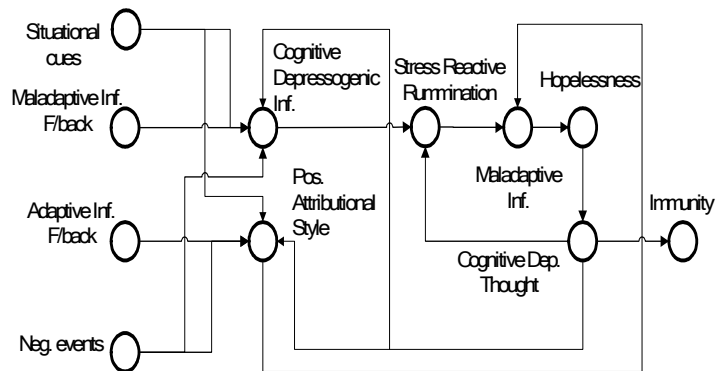 Situational
cues
Maladaptive Inf.
F/back
Adaptive Inf.
F/back
Neg. events
Cognitive
Depressogenic
Inf.
Pos.
Attributional
Style
Stress Reactive
Rummination
Hopelessness
Maladaptive
Inf.
Cognitive Dep.
Thought
Immunity